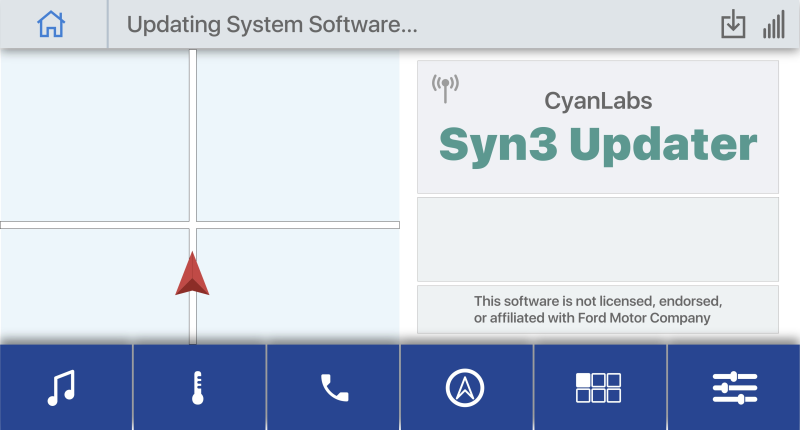 Updating System Software...
CyanLabs
Syn3 Updater
This software is not licensed, endorsed,
or affiliated with Ford Motor Company